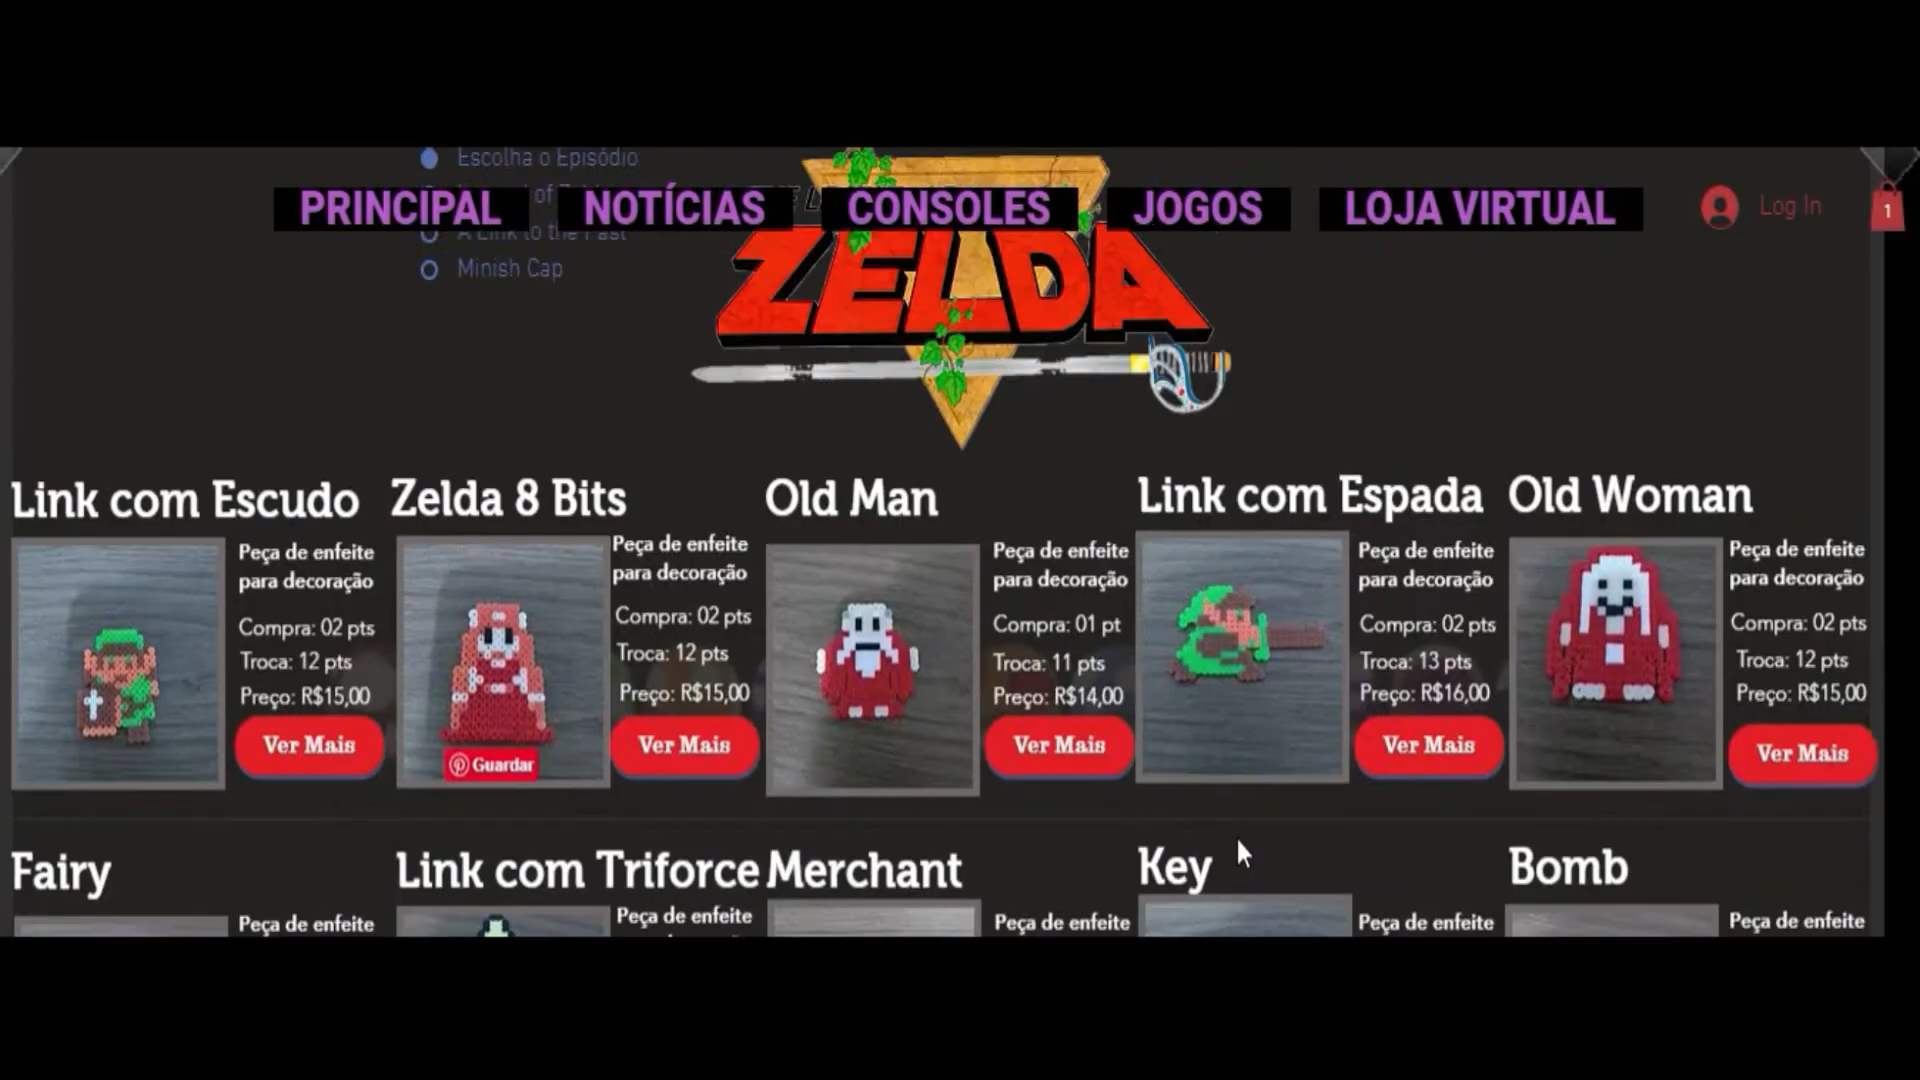 Escolha o Episódio
PRINCIPAL
NOTÍCIAS
CONSOLES
JOGOS
LOJA VIRTUAL
Log In
1
of
A Link to the Past
Minish Cap
ZELDA
Link com Escudo
Peça de enfeite
para decoração
Compra: 02 pts
Troca: 12 pts
Preço: R$15,00
Ver Mais
Zelda 8 Bits
Peça de enfeite
para decoração
Compra: 02 pts
Troca: 12 pts
Preço: R$15,00
Guardar
Ver Mais
Old Man
Peça de enfeite
para decoração
Compra: 01 pt
Troca: 11 pts
Preço: R$14,00
Ver Mais
Link com Espada
Peça de enfeite
para decoração
Compra: 02 pts
Troca: 13 pts
Preço: R$16,00
Ver Mais
Old Woman
Peça de enfeite
para decoração
Compra: 02 pts
Troca: 12 pts
Preço: R$15,00
Ver Mais
Fairy
Peça de enfeite
Link com Triforce
Peça de enfeite
Merchant
Peça de enfeite
Key
Peça de enfeite
Bomb
Peça de enfeite